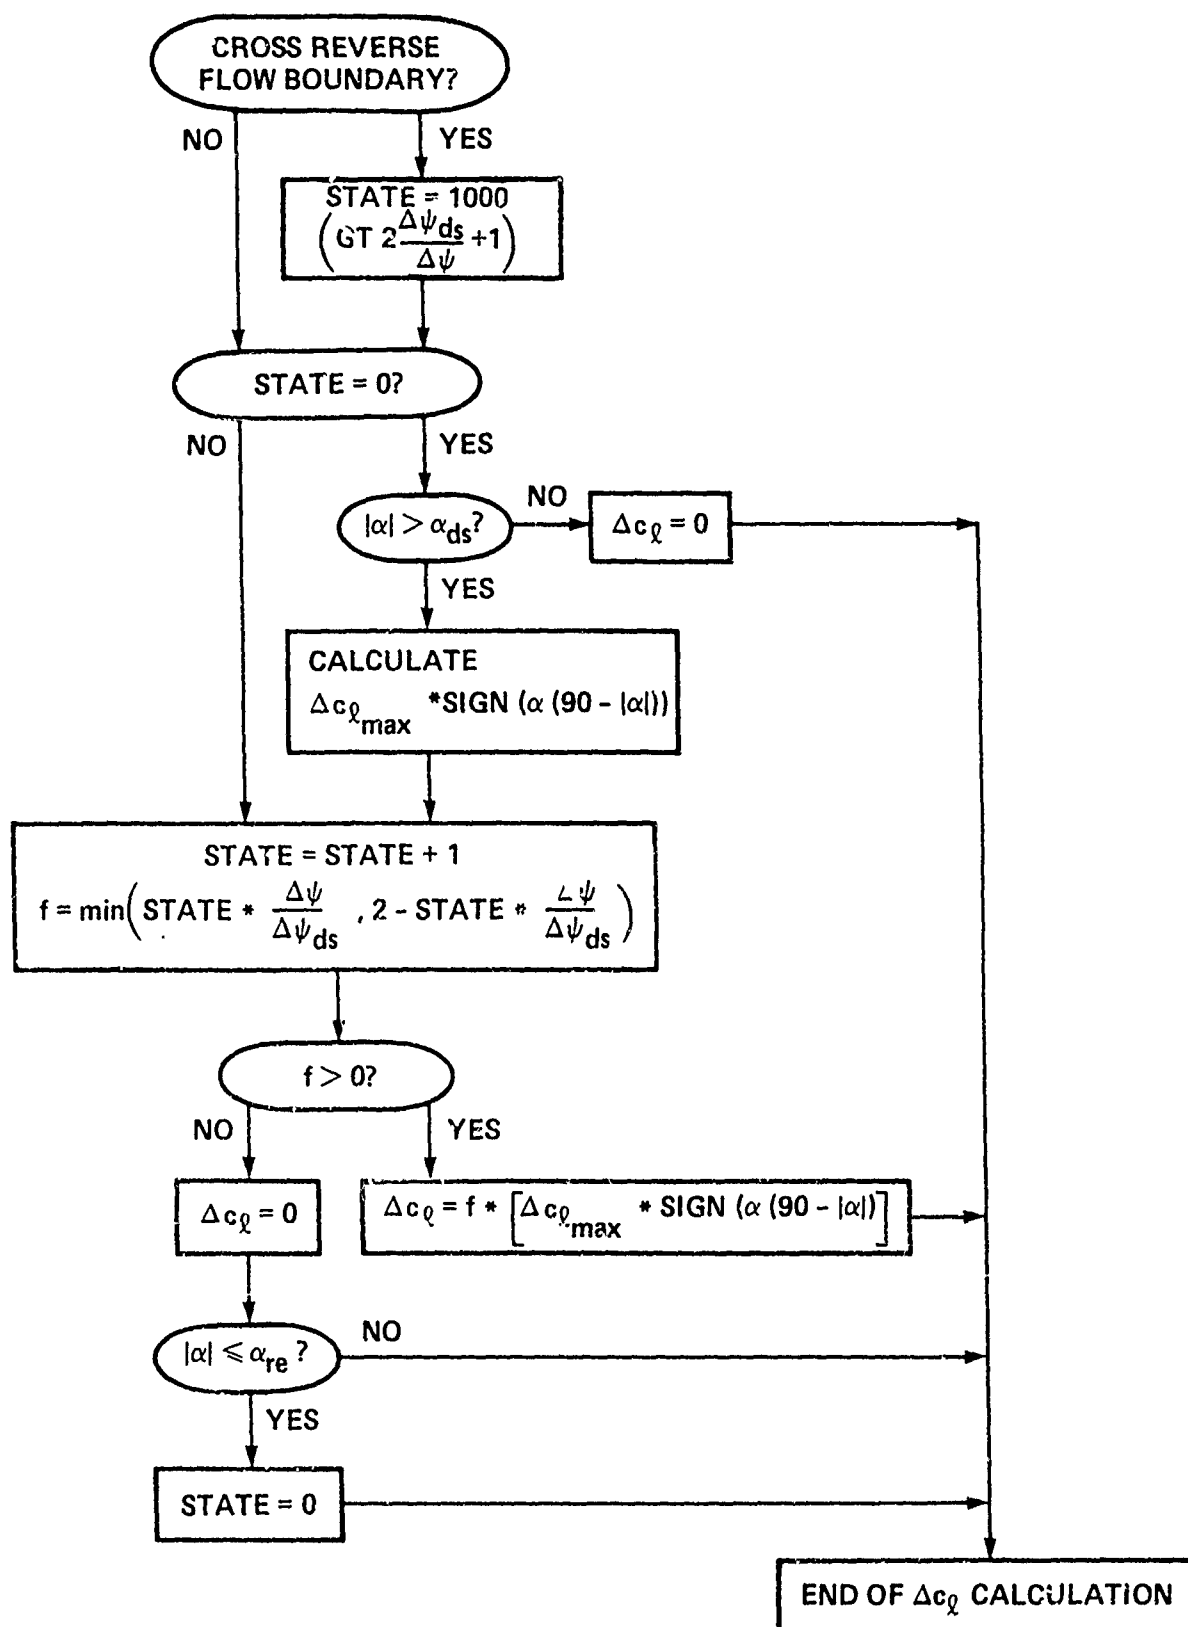 CROSS REVERSE
FLOW BOUNDARY?
NO
YES
STATE = 1000
(GT 2 Δψds/Δψ +1)
STATE = 0?
NO
YES
|α| > αds?
NO
Δcℓ = 0
YES
CALCULATE
Δcℓmax *SIGN (α (90 - |α|))
STATE = STATE + 1
f = min(STATE * Δψ/Δψds , 2 - STATE * Δψ/Δψds)
f > 0?
NO
YES
Δcℓ = 0
Δcℓ = f * [Δcℓmax * SIGN (α (90 - |α|)]
|α| ≤ αre ?
NO
YES
STATE = 0
END OF Δcℓ CALCULATION